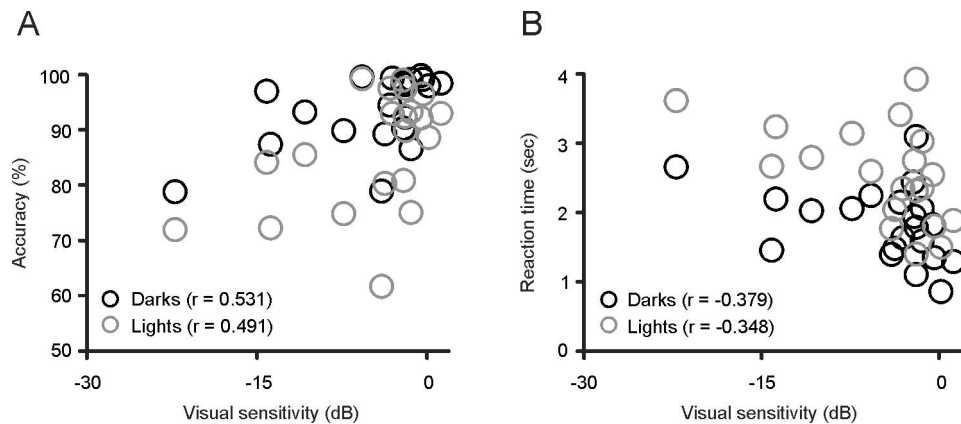 A
Accuracy (%)
100
90
80
70
60
50
Darks (r = 0.531)
Lights (r = 0.491)
-30
-15
0
Visual sensitivity (dB)
B
Reaction time (sec)
4
3
2
1
0
Darks (r = -0.379)
Lights (r = -0.348)
-30
-15
0
Visual sensitivity (dB)